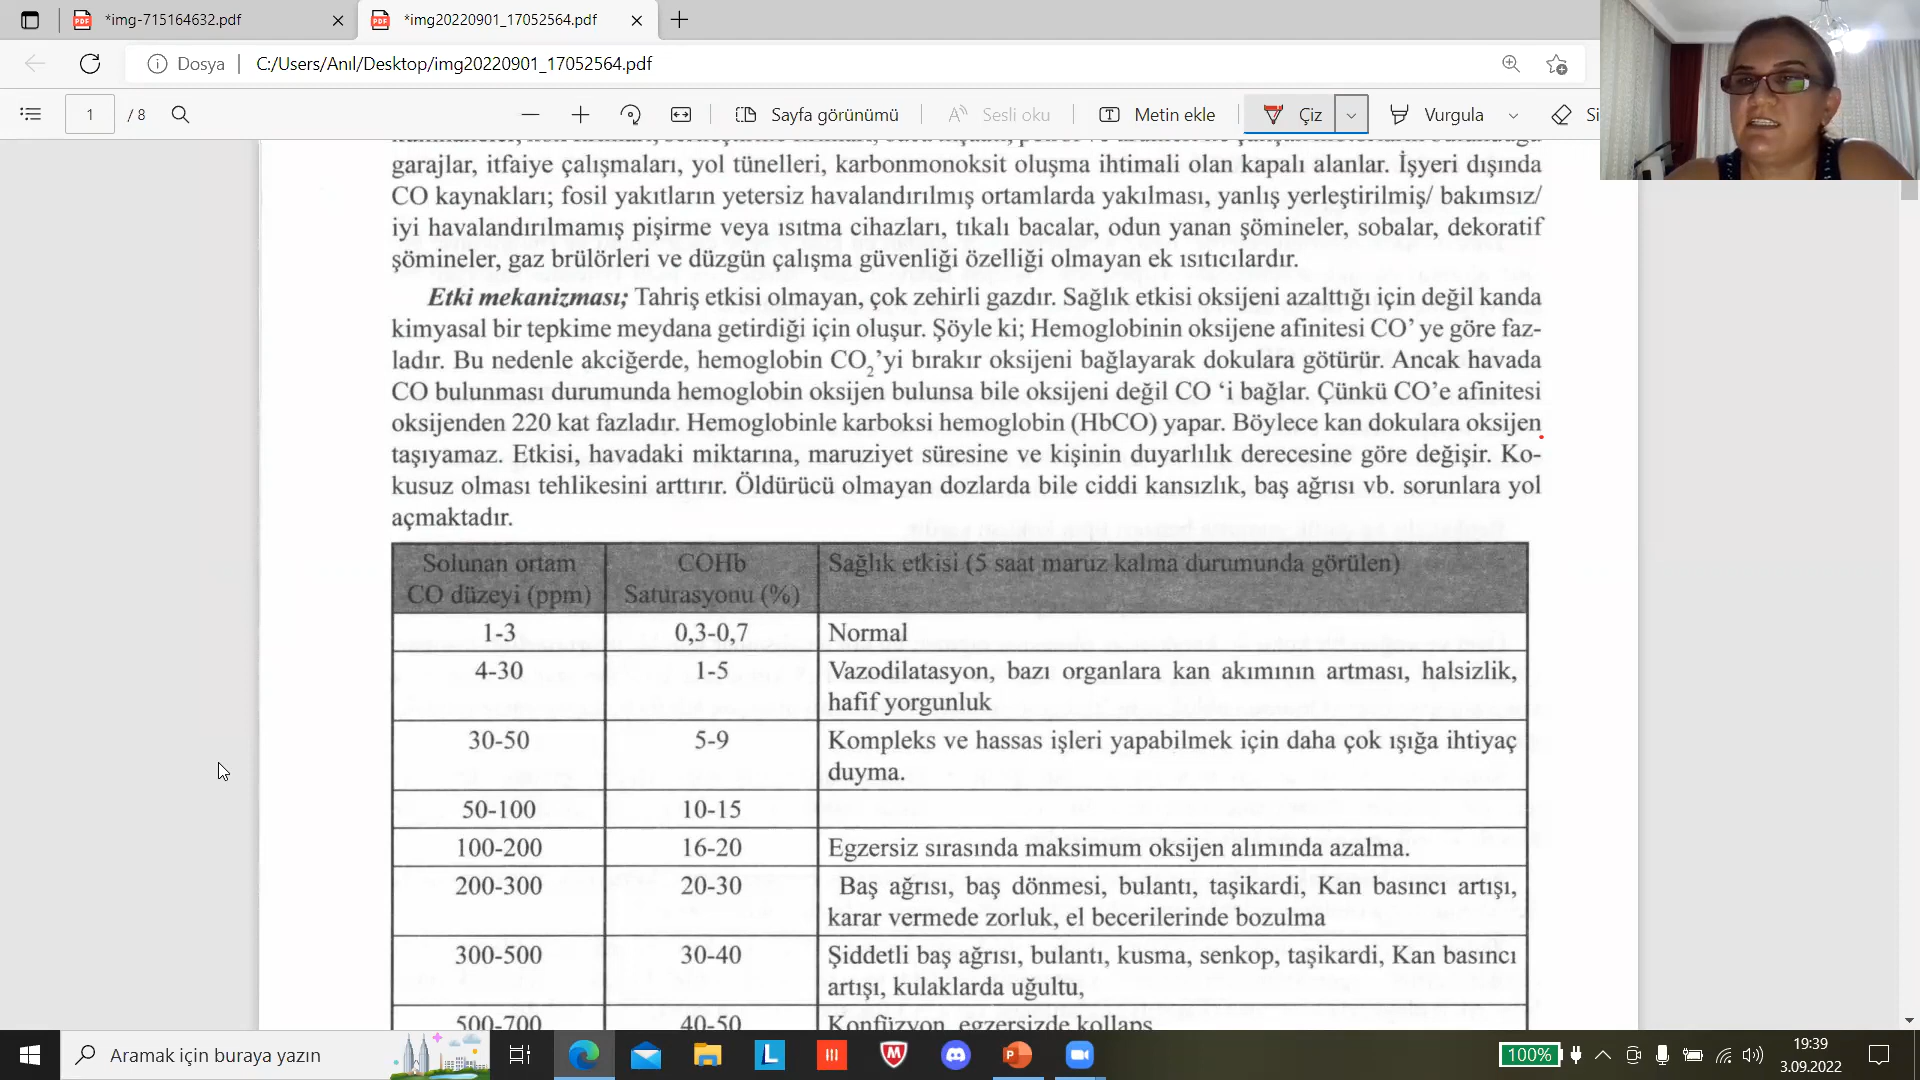 *img-715164632.pdf
*img20220901_17052564.pdf
Dosya
C:/Users/Anıl/Desktop/img20220901_17052564.pdf
1 / 8
Sayfa görünümü
Sesli oku
Metin ekle
Çiz
Vurgula
Si
garajlar, itfaiye çalışmaları, yol tünelleri, karbonmonoksit oluşma ihtimali olan kapalı alanlar. İşyeri dışında
CO kaynakları; fosil yakıtların yetersiz havalandırılmış ortamlarda yakılması, yanlış yerleştirilmiş/ bakımsız/
iyi havalandırılmamış pişirme veya ısıtma cihazları, tıkalı bacalar, odun yanan şömineler, sobalar, dekoratif
şömineler, gaz brülörleri ve düzgün çalışma güvenliği özelliği olmayan ek ısıtıcılardır.
Etki mekanizması; Tahriş etkisi olmayan, çok zehirli gazdır. Sağlık etkisi oksijeni azalttığı için değil kanda
kimyasal bir tepkime meydana getirdiği için oluşur. Şöyle ki; Hemoglobinin oksijene afinitesi CO’ ye göre faz-
ladır. Bu nedenle akciğerde, hemoglobin CO₂’yi bırakır oksijeni bağlayarak dokulara götürür. Ancak havada
CO bulunması durumunda hemoglobin oksijen bulunsa bile oksijeni değil CO ‘i bağlar. Çünkü CO’e afinitesi
oksijenden 220 kat fazladır. Hemoglobinle karboksi hemoglobin (HbCO) yapar. Böylece kan dokulara oksijen
taşıyamaz. Etkisi, havadaki miktarına, maruziyet süresine ve kişinin duyarlılık derecesine göre değişir. Ko-
kusuz olması tehlikesini arttırır. Öldürücü olmayan dozlarda bile ciddi kansızlık, baş ağrısı vb. sorunlara yol
açmaktadır.
Solunan ortam
CO düzeyi (ppm)
COHb
Saturasyonu (%)
Sağlık etkisi (5 saat maruz kalma durumunda görülen)
1-3 0,3-0,7 Normal
4-30 1-5 Vazodilatasyon, bazı organlara kan akımının artması, halsizlik,
hafif yorgunluk
30-50 5-9 Kompleks ve hassas işleri yapabilmek için daha çok ışığa ihtiyaç
duyma.
50-100 10-15
100-200 16-20 Egzersiz sırasında maksimum oksijen alımında azalma.
200-300 20-30 Baş ağrısı, baş dönmesi, bulantı, taşikardi, Kan basıncı artışı,
karar vermede zorluk, el becerilerinde bozulma
300-500 30-40 Şiddetli baş ağrısı, bulantı, kusma, senkop, taşikardi, Kan basıncı
artışı, kulaklarda uğultu,
500-700 40-50 Konfüzyon, egzersizde kollaps
Aramak için buraya yazın
100%
19:39
3.09.2022